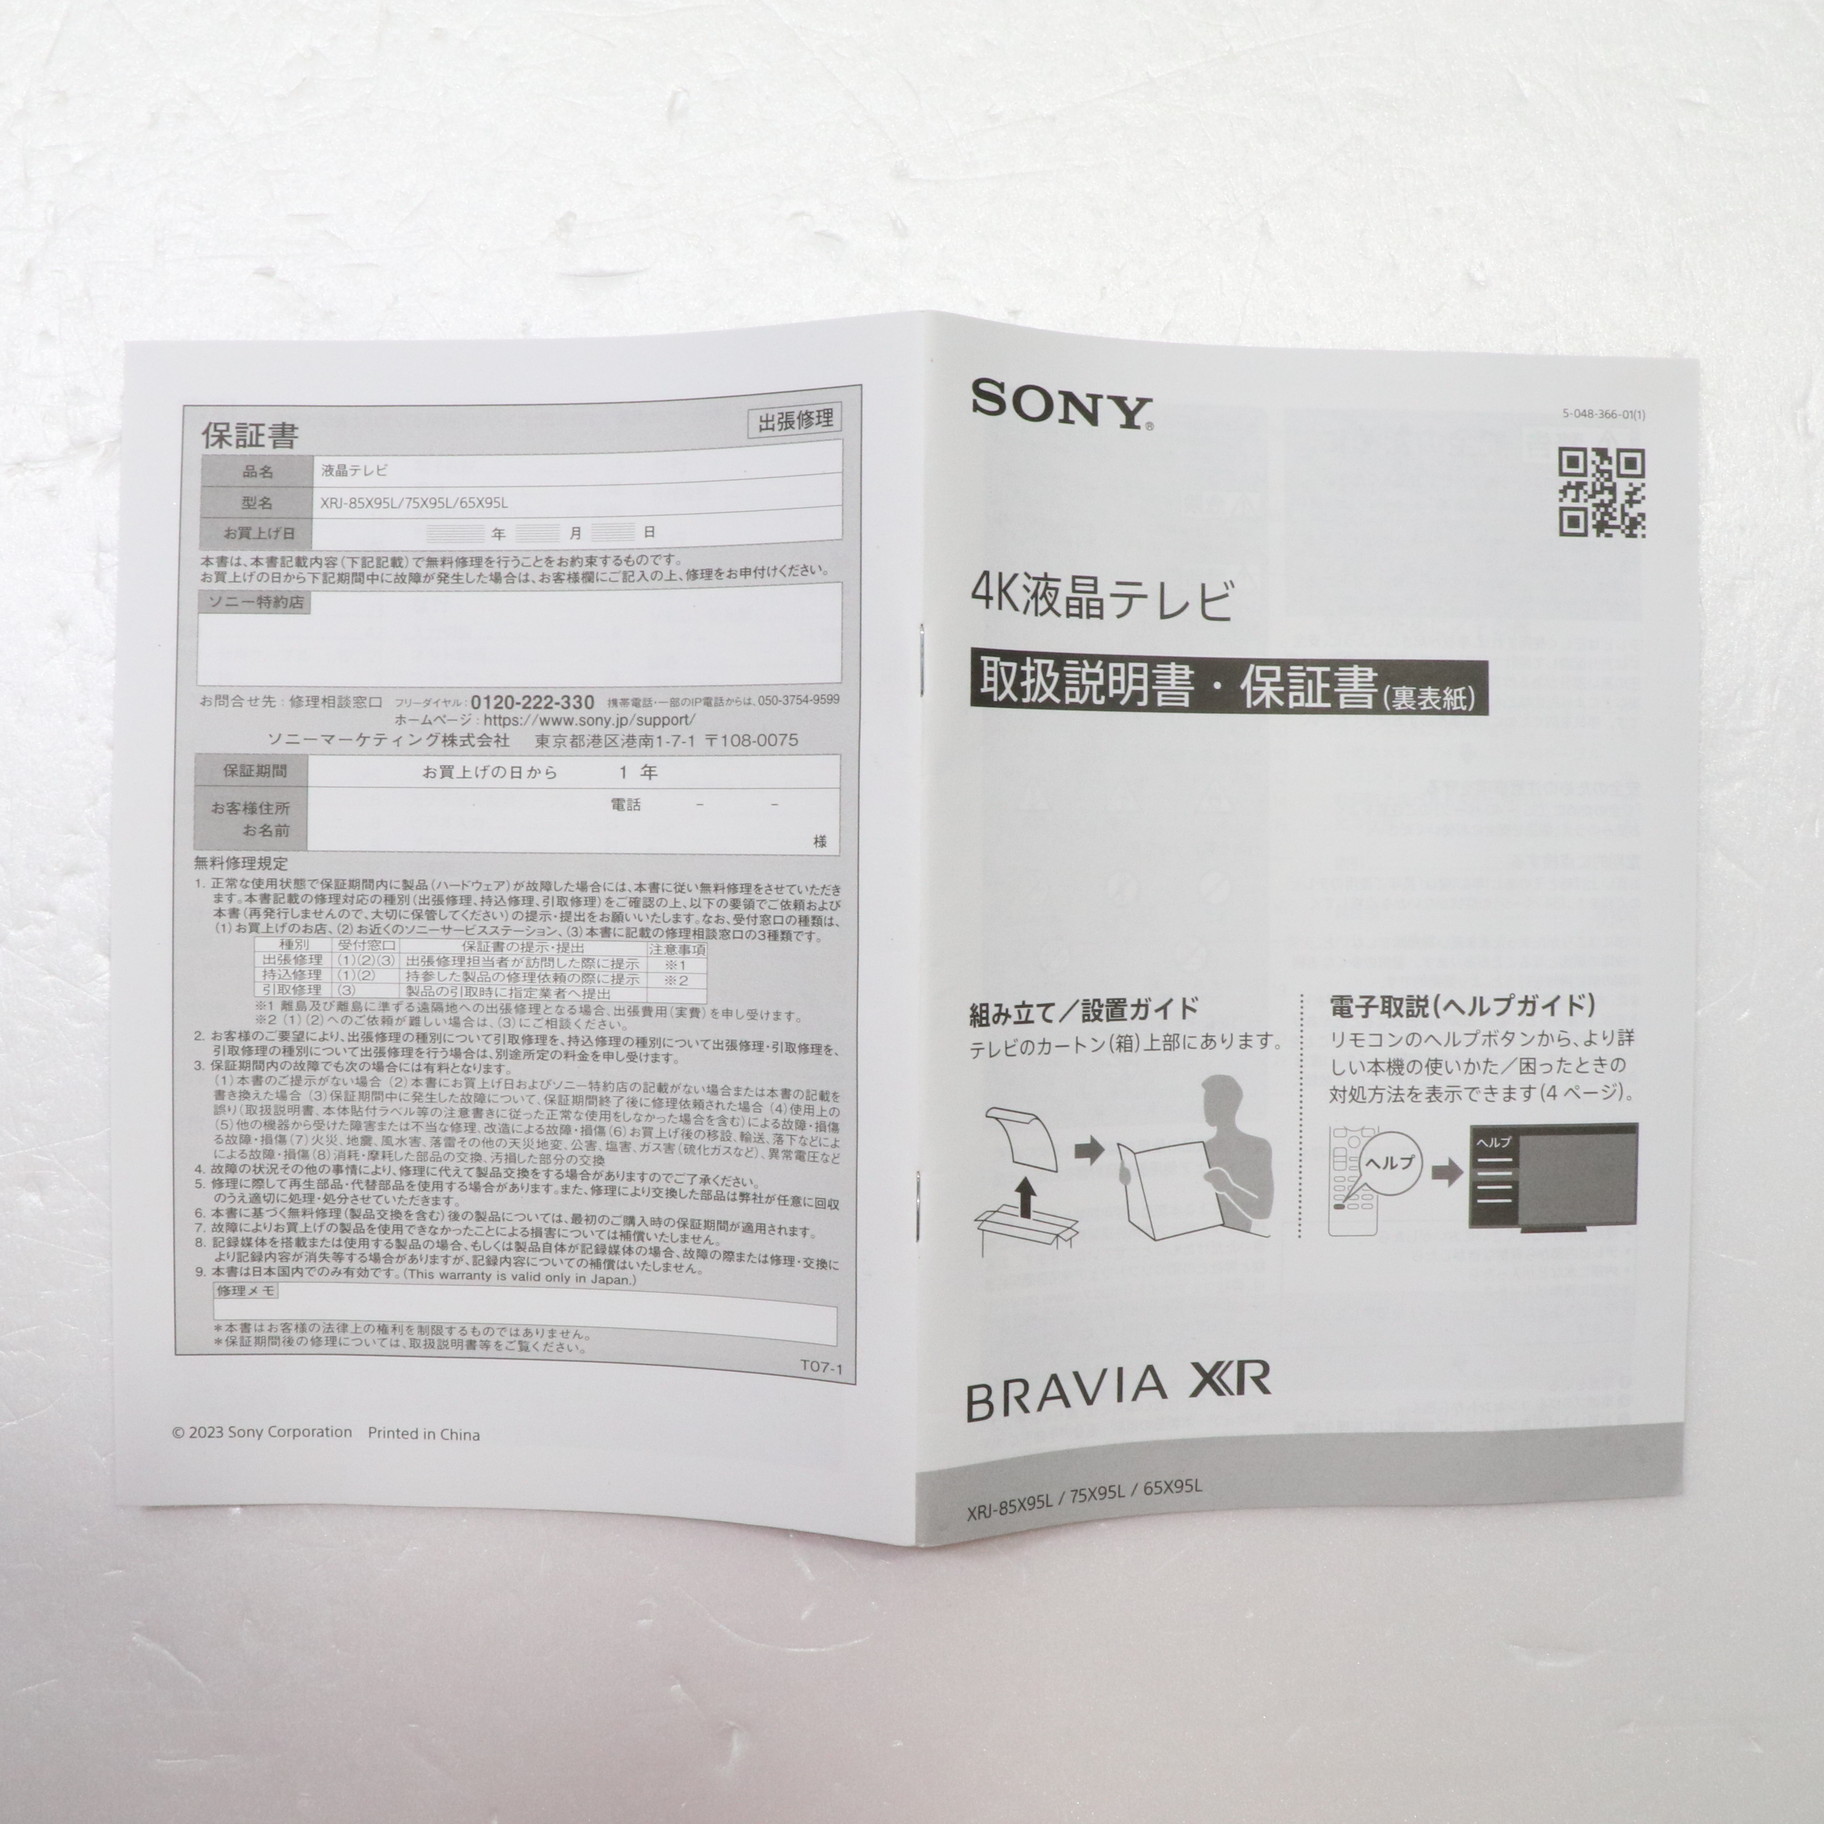 保証書
出張修理
品名 液晶テレビ
型名 XRJ-85X95L/75X95L/65X95L
お買上げ日 年 月 日
本書は、本書記載内容(下記記載)で無料修理を行うことをお約束するものです。
お買上げの日から下記期間中に故障が発生した場合は、お客様欄にご記入の上、修理をお申付けください。
ソニー特約店
お問合せ先:修理相談窓口 フリーダイヤル:0120-222-330 携帯電話・一部のIP電話からは、050-3754-9599
ホームページ:https://www.sony.jp/support/
ソニーマーケティング株式会社 東京都港区港南1-7-1 〒108-0075
保証期間 お買上げの日から 1 年
お客様住所 電話 - -
お名前 様
無料修理規定
1. 正常な使用状態で保証期間内に製品(ハードウェア)が故障した場合には、本書に従い無料修理をさせていただき
ます。本書記載の修理対応の種別(出張修理、持込修理、引取修理)をご確認の上、以下の要領でご依頼および
本書(再発行しませんので、大切に保管してください)の提示・提出をお願いいたします。なお、受付窓口の種類は、
(1)お買上げのお店、(2)お近くのソニーサービスステーション、(3)本書に記載の修理相談窓口の3種類です。
種別 受付窓口 保証書の提示・提出 注意事項
出張修理 (1)(2)(3) 出張修理担当者が訪問した際に提示 ※1
持込修理 (1)(2) 持参した製品の修理依頼の際に提示 ※2
引取修理 (3) 製品の引取時に指定業者へ提出
※1 離島及び離島に準ずる遠隔地への出張修理となる場合、出張費用(実費)を申し受けます。
※2 (1)(2)へのご依頼が難しい場合は、(3)にご相談ください。
2. お客様のご要望により、出張修理の種別について引取修理を、持込修理の種別について出張修理・引取修理を、
引取修理の種別について出張修理を行う場合は、別途所定の料金を申し受けます。
3. 保証期間内の故障でも次の場合には有料となります。
(1)本書のご提示がない場合 (2)本書にお買上げ日およびソニー特約店の記載がない場合または本書の記載を
書き換えた場合 (3)保証期間中に発生した故障について、保証期間終了後に修理依頼された場合 (4)使用上の
誤り(取扱説明書、本体貼付ラベル等の注意書きに従った正常な使用をしなかった場合を含む)による故障・損傷
(5)他の機器から受けた障害または不当な修理、改造による故障・損傷 (6)お買上げ後の移設、輸送、落下などによ
る故障・損傷 (7)火災、地震、風水害、落雷その他の天災地変、公害、塩害、ガス害(硫化ガスなど)、異常電圧など
による故障・損傷 (8)消耗・摩耗した部品の交換、汚損した部分の交換
4. 故障の状況その他の事情により、修理に代えて製品交換をする場合がありますのでご了承ください。
5. 修理に際して再生部品・代替部品を使用する場合があります。また、修理により交換した部品は弊社が任意に回収
のうえ適切に処理・処分させていただきます。
6. 本書に基づく無料修理(製品交換を含む)後の製品については、最初のご購入時の保証期間が適用されます。
7. 故障によりお買上げの製品を使用できなかったことによる損害については補償いたしません。
8. 記録媒体を搭載または使用する製品の場合、もしくは製品自体が記録媒体の場合、故障の際または修理・交換に
より記録内容が消失等する場合がありますが、記録内容についての補償はいたしません。
9. 本書は日本国内でのみ有効です。(This warranty is valid only in Japan.)
修理メモ
＊本書はお客様の法律上の権利を制限するものではありません。
＊保証期間後の修理については、取扱説明書等をご覧ください。
T07-1
© 2023 Sony Corporation Printed in China
SONY®
5-048-366-01(1)
4K液晶テレビ
取扱説明書・保証書(裏表紙)
組み立て／設置ガイド
テレビのカートン(箱)上部にあります。
電子取説(ヘルプガイド)
リモコンのヘルプボタンから、より詳
しい本機の使いかた／困ったときの
対処方法を表示できます(4 ページ)。
ヘルプ
ヘルプ
BRAVIA XR
XRJ-85X95L / 75X95L / 65X95L